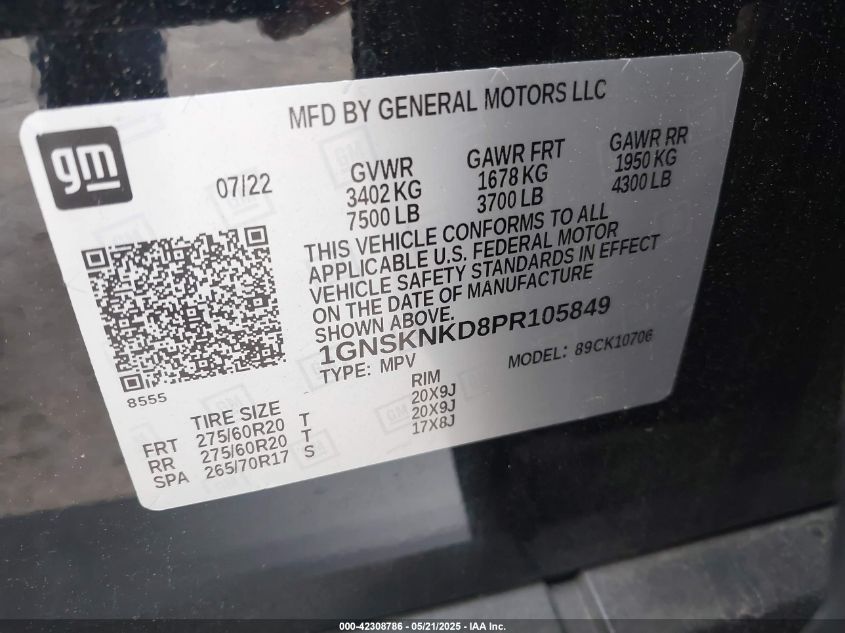 MFD BY GENERAL MOTORS LLC
gm
07/22
GVWR GAWR FRT GAWR RR
3402 KG 1678 KG 1950 KG
7500 LB 3700 LB 4300 LB
THIS VEHICLE CONFORMS TO ALL
APPLICABLE U.S. FEDERAL MOTOR
VEHICLE SAFETY STANDARDS IN EFFECT
ON THE DATE OF MANUFACTURE
SHOWN ABOVE.
1GNSKNKD8PR105849
TYPE: MPV MODEL: 89CK10706
8555
TIRE SIZE RIM
FRT 275/60R20 T 20X9J
RR 275/60R20 T 20X9J
SPA 265/70R17 S 17X8J
000-42308786 - 05/21/2025 - IAA Inc.